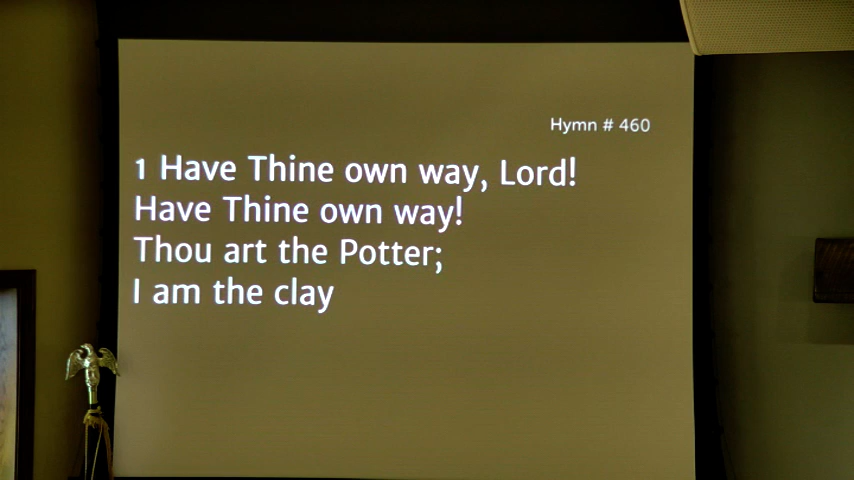 Hymn # 460
1 Have Thine own way, Lord!
Have Thine own way!
Thou art the Potter;
I am the clay